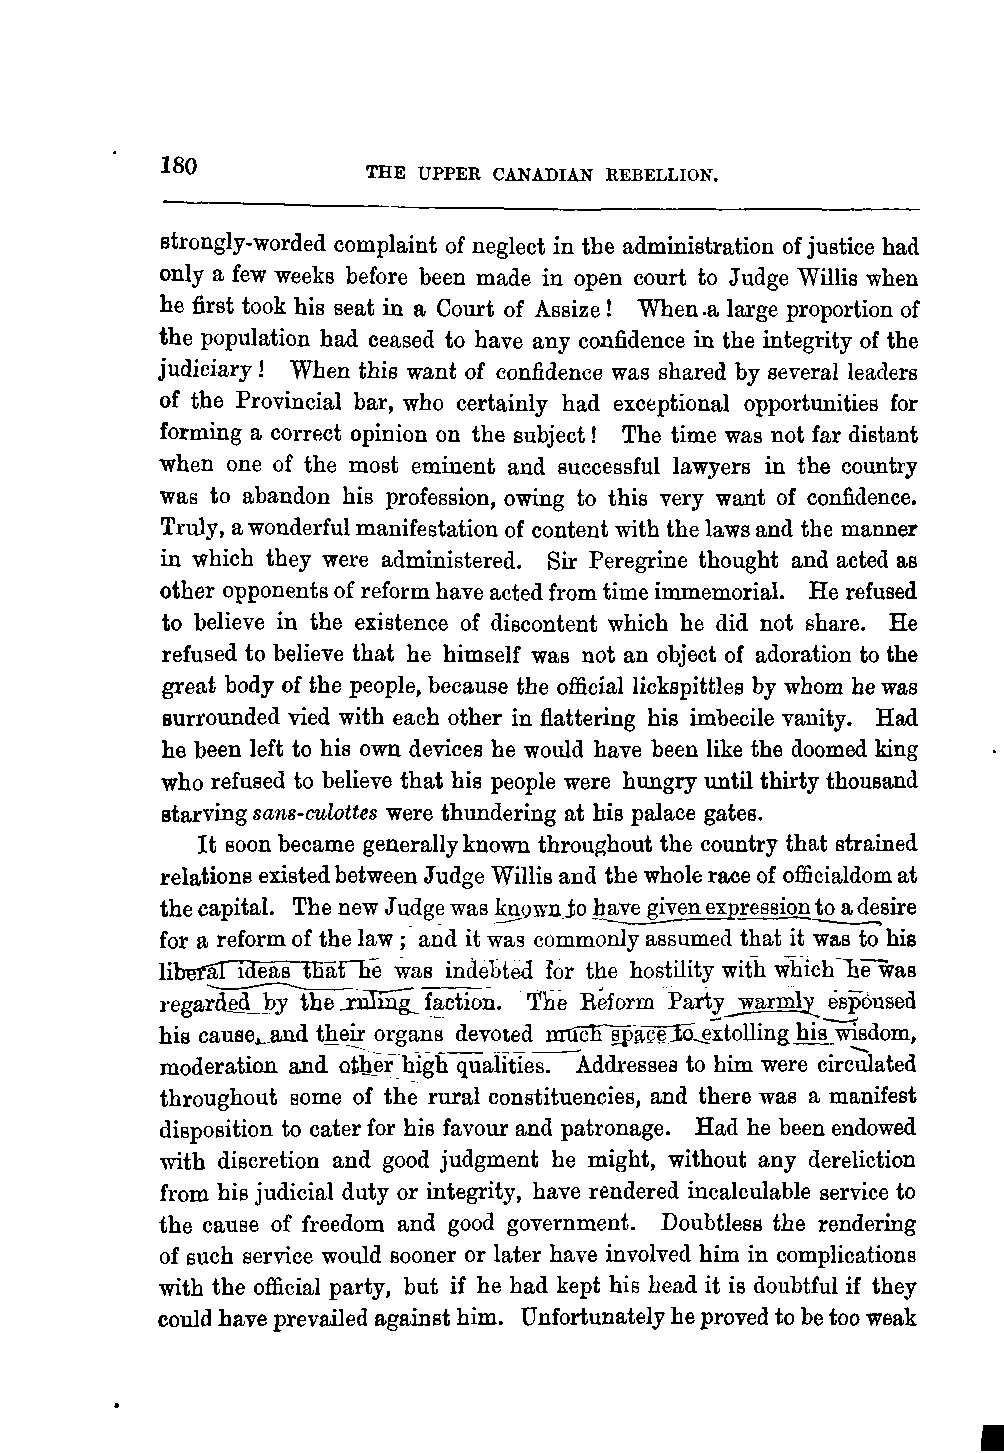 180
THE UPPER CANADIAN REBELLION.
strongly-worded complaint of neglect in the administration of justice had
only a few weeks before been made in open court to Judge Willis when
he first took his seat in a Court of Assize! When a large proportion of
the population had ceased to have any confidence in the integrity of the
judiciary! When this want of confidence was shared by several leaders
of the Provincial bar, who certainly had exceptional opportunities for
forming a correct opinion on the subject! The time was not far distant
when one of the most eminent and successful lawyers in the country
was to abandon his profession, owing to this very want of confidence.
Truly, a wonderful manifestation of content with the laws and the manner
in which they were administered. Sir Peregrine thought and acted as
other opponents of reform have acted from time immemorial. He refused
to believe in the existence of discontent which he did not share. He
refused to believe that he himself was not an object of adoration to the
great body of the people, because the official lickspittles by whom he was
surrounded vied with each other in flattering his imbecile vanity. Had
he been left to his own devices he would have been like the doomed king
who refused to believe that his people were hungry until thirty thousand
starving sans-culottes were thundering at his palace gates.
It soon became generally known throughout the country that strained
relations existed between Judge Willis and the whole race of officialdom at
the capital. The new Judge was known to have given expression to a desire
for a reform of the law; and it was commonly assumed that it was to his
liberal ideas that he was indebted for the hostility with which he was
regarded by the ruling faction. The Reform Party warmly espoused
his cause, and their organs devoted much space to extolling his wisdom,
moderation and other high qualities. Addresses to him were circulated
throughout some of the rural constituencies, and there was a manifest
disposition to cater for his favour and patronage. Had he been endowed
with discretion and good judgment he might, without any dereliction
from his judicial duty or integrity, have rendered incalculable service to
the cause of freedom and good government. Doubtless the rendering
of such service would sooner or later have involved him in complications
with the official party, but if he had kept his head it is doubtful if they
could have prevailed against him. Unfortunately he proved to be too weak